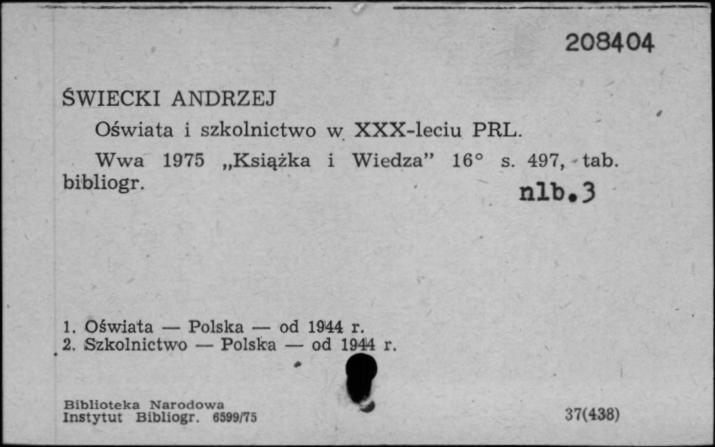 208404
ŚWIECKI ANDRZEJ
Oświata i szkolnictwo w XXX-leciu PRL.
Wwa 1975 „Książka i Wiedza” 16° s. 497, tab.
bibliogr.
nlb.3
1. Oświata — Polska — od 1944 r.
2. Szkolnictwo — Polska — od 1944 r.
Biblioteka Narodowa
Instytut Bibliogr. 6599/75
37(438)